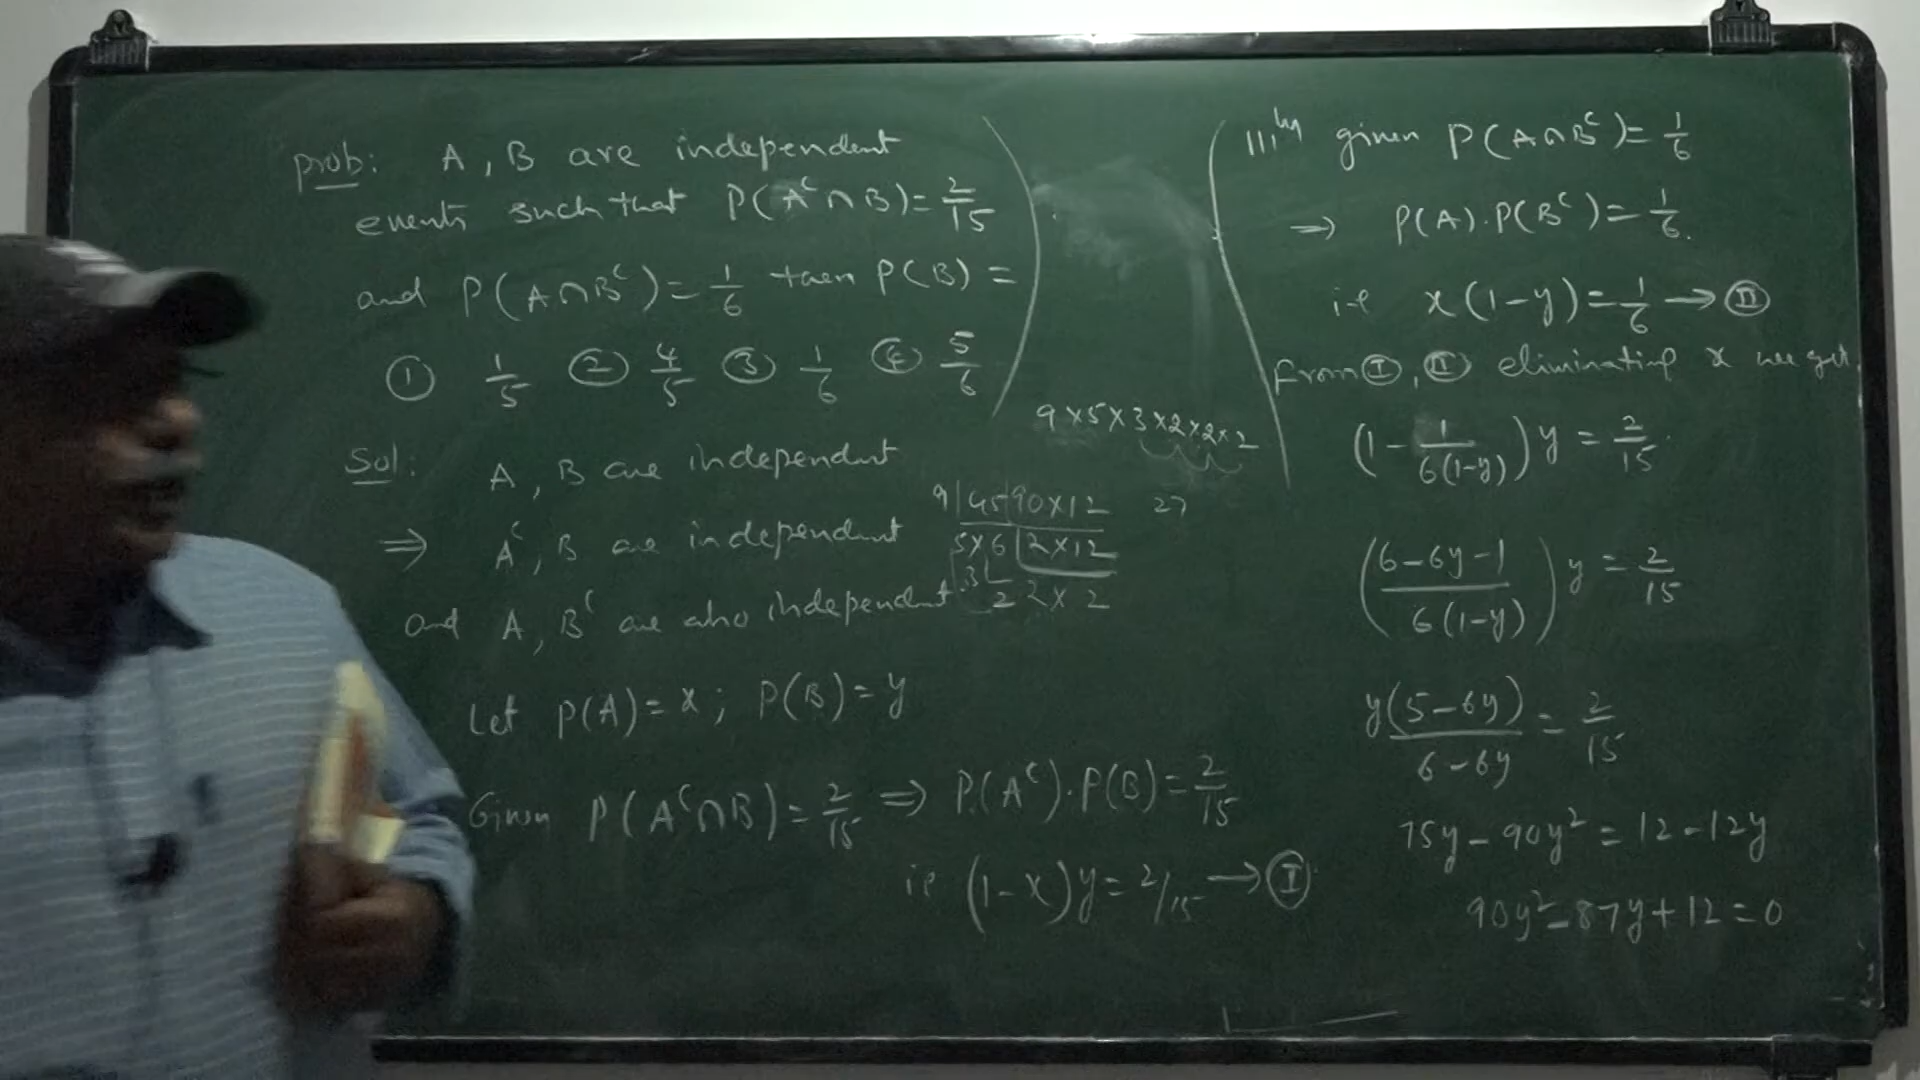 prob: A, B are independent
events such that P(A^c ∩ B) = 2/15
and P(A ∩ B^c) = 1/6 then P(B) =
① 1/5 ② 4/5 ③ 1/6 ④ 5/6
Sol: A, B are independent
⇒ A^c, B are independent
and A, B^c are also independent.
Let P(A) = x; P(B) = y
Given P(A^c ∩ B) = 2/15 ⇒ P(A^c).P(B) = 2/15
ie (1-x)y = 2/15 → Ⓘ
9×5×3×2×2×2
9|45|90×12 27
5×6|2×12
3
2 2×2
|||ly given P(A∩B^c) = 1/6
⇒ P(A).P(B^c) = 1/6.
i.e x(1-y) = 1/6 → Ⓘⓘ
From Ⓘ, Ⓘⓘ eliminating x we get
(1 - 1/6(1-y)) y = 2/15
(6-6y-1 / 6(1-y)) y = 2/15
y(5-6y) / 6-6y = 2/15
75y - 90y² = 12 - 12y
90y² - 87y + 12 = 0